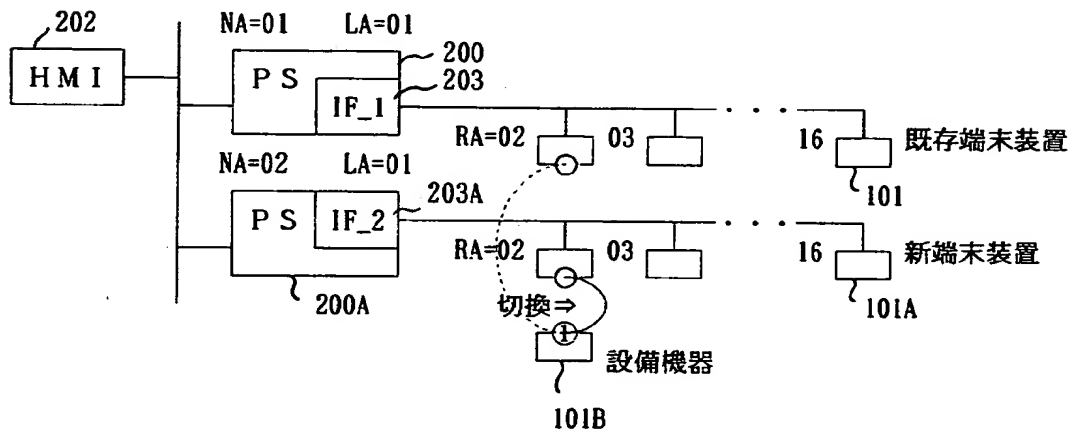 202
HMI
NA=01 LA=01
200
PS
203
IF_1
RA=02 03 16 既存端末装置
101
NA=02 LA=01
203A
PS
IF_2
RA=02 03 16 新端末装置
200A
101A
切換⇒
1
設備機器
101B